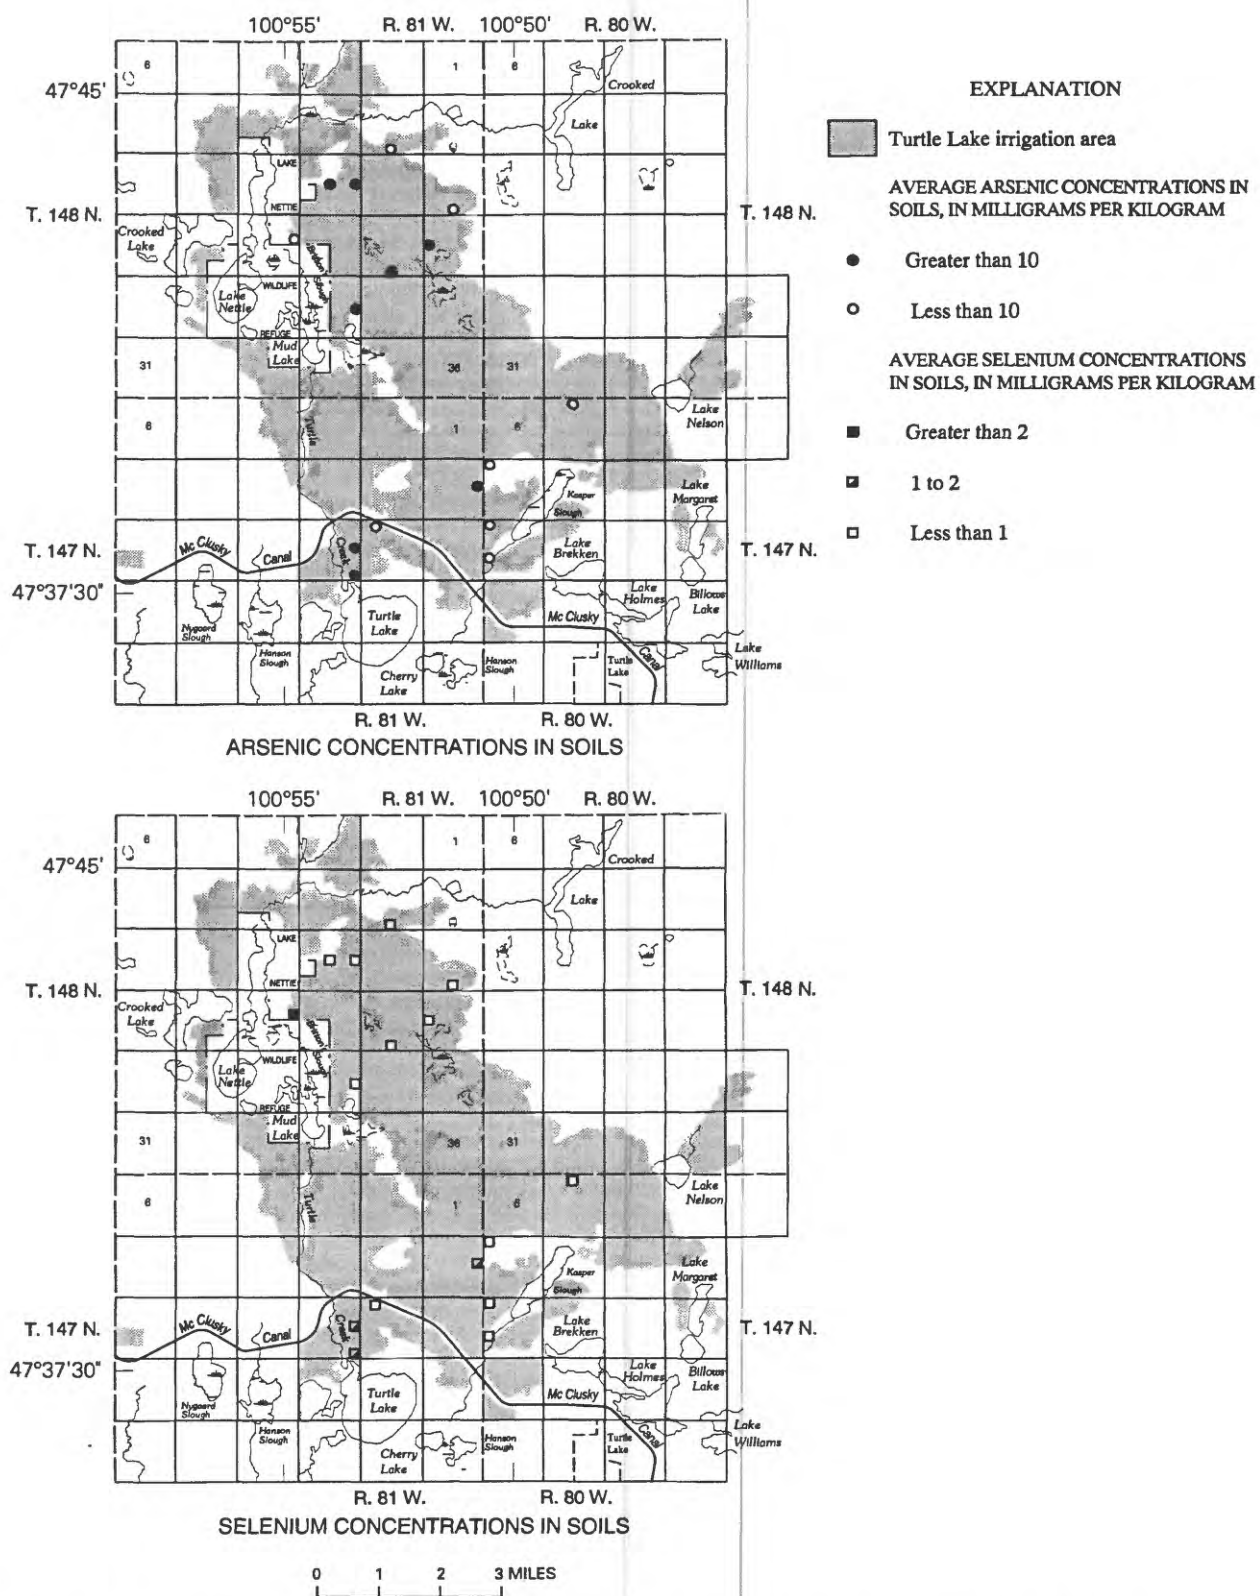 100°55' R. 81 W. 100°50' R. 80 W.
6 1 6
Crooked
47°45'
Lake
LAKE
NETTIE
T. 148 N. T. 148 N.
Crooked
Lake
WILDLIFE
Lake
Nettie
REFUGE
Mud
Lake
31 36 31
Lake
Nelson
6 1 6
Turtle
Lake
Margaret
Kasper
Slough
T. 147 N. Mc Clusky Canal Creek Lake
Brekken T. 147 N.
47°37'30"
Lake
Holmes
Billows
Lake
Nygaard
Slough
Turtle
Lake
Mc Clusky
Canal
Hanson
Slough
Cherry
Lake
Hanson
Slough
Turtle
Lake
Lake
Williams
R. 81 W. R. 80 W.
ARSENIC CONCENTRATIONS IN SOILS
EXPLANATION
Turtle Lake irrigation area
AVERAGE ARSENIC CONCENTRATIONS IN
SOILS, IN MILLIGRAMS PER KILOGRAM
Greater than 10
Less than 10
AVERAGE SELENIUM CONCENTRATIONS
IN SOILS, IN MILLIGRAMS PER KILOGRAM
Greater than 2
1 to 2
Less than 1
100°55' R. 81 W. 100°50' R. 80 W.
6 1 6
Crooked
47°45'
Lake
LAKE
NETTIE
T. 148 N. T. 148 N.
Crooked
Lake
WILDLIFE
Lake
Nettle
REFUGE
Mud
Lake
31 36 31
Lake
Nelson
6 1 6
Turtle
Lake
Margaret
Kasper
Slough
T. 147 N. Mc Clusky Canal Creek Lake
Brekken T. 147 N.
47°37'30"
Lake
Holmes
Billows
Lake
Nygaard
Slough
Turtle
Lake
Mc Clusky
Canal
Hanson
Slough
Cherry
Lake
Hanson
Slough
Turtle
Lake
Lake
Williams
R. 81 W. R. 80 W.
SELENIUM CONCENTRATIONS IN SOILS
0 1 2 3 MILES